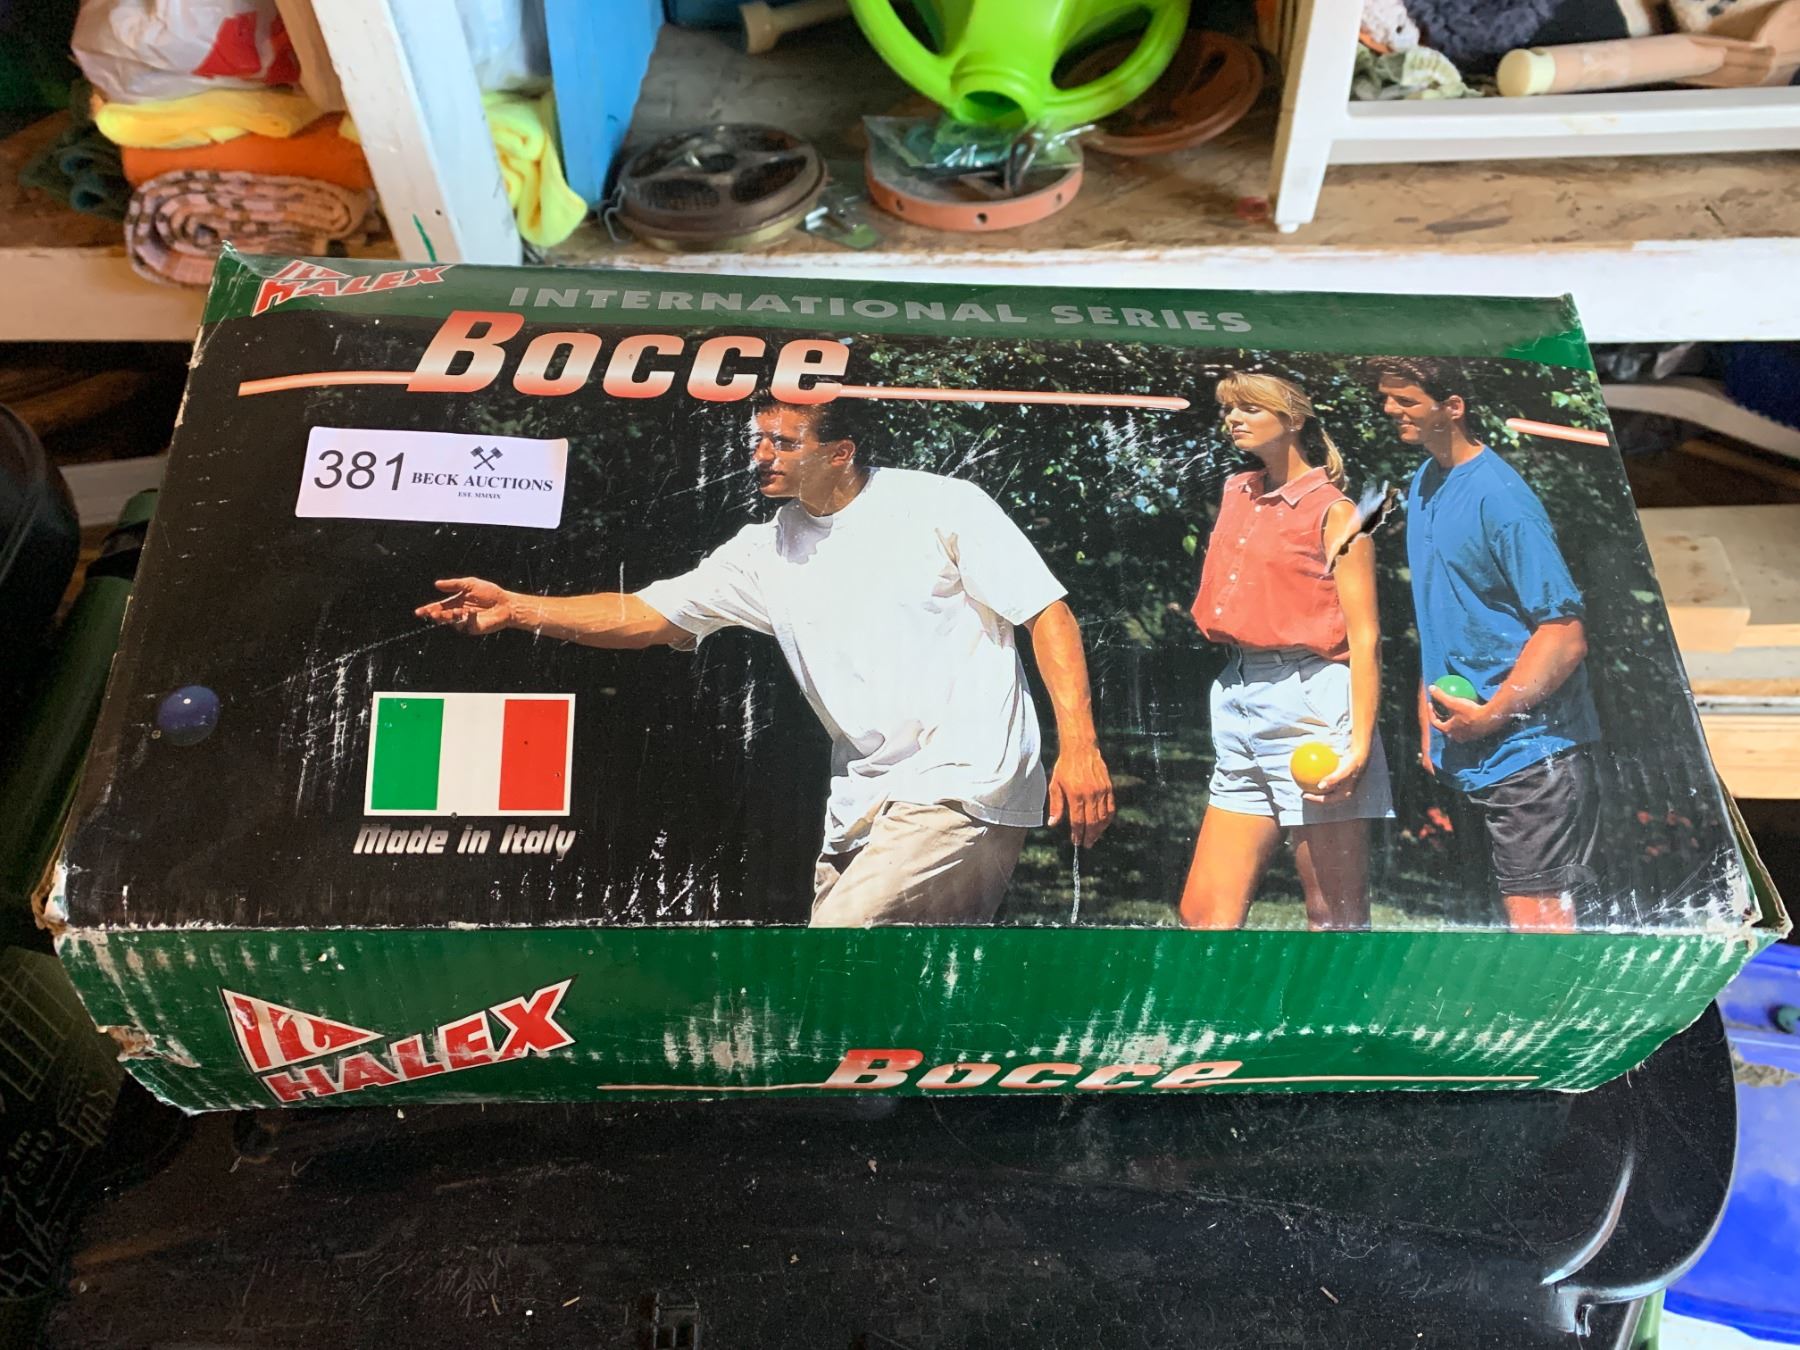 HALEX
INTERNATIONAL SERIES
Bocce
381
BECK AUCTIONS
EST. MMXIX
Made in Italy
HALEX
Bocce